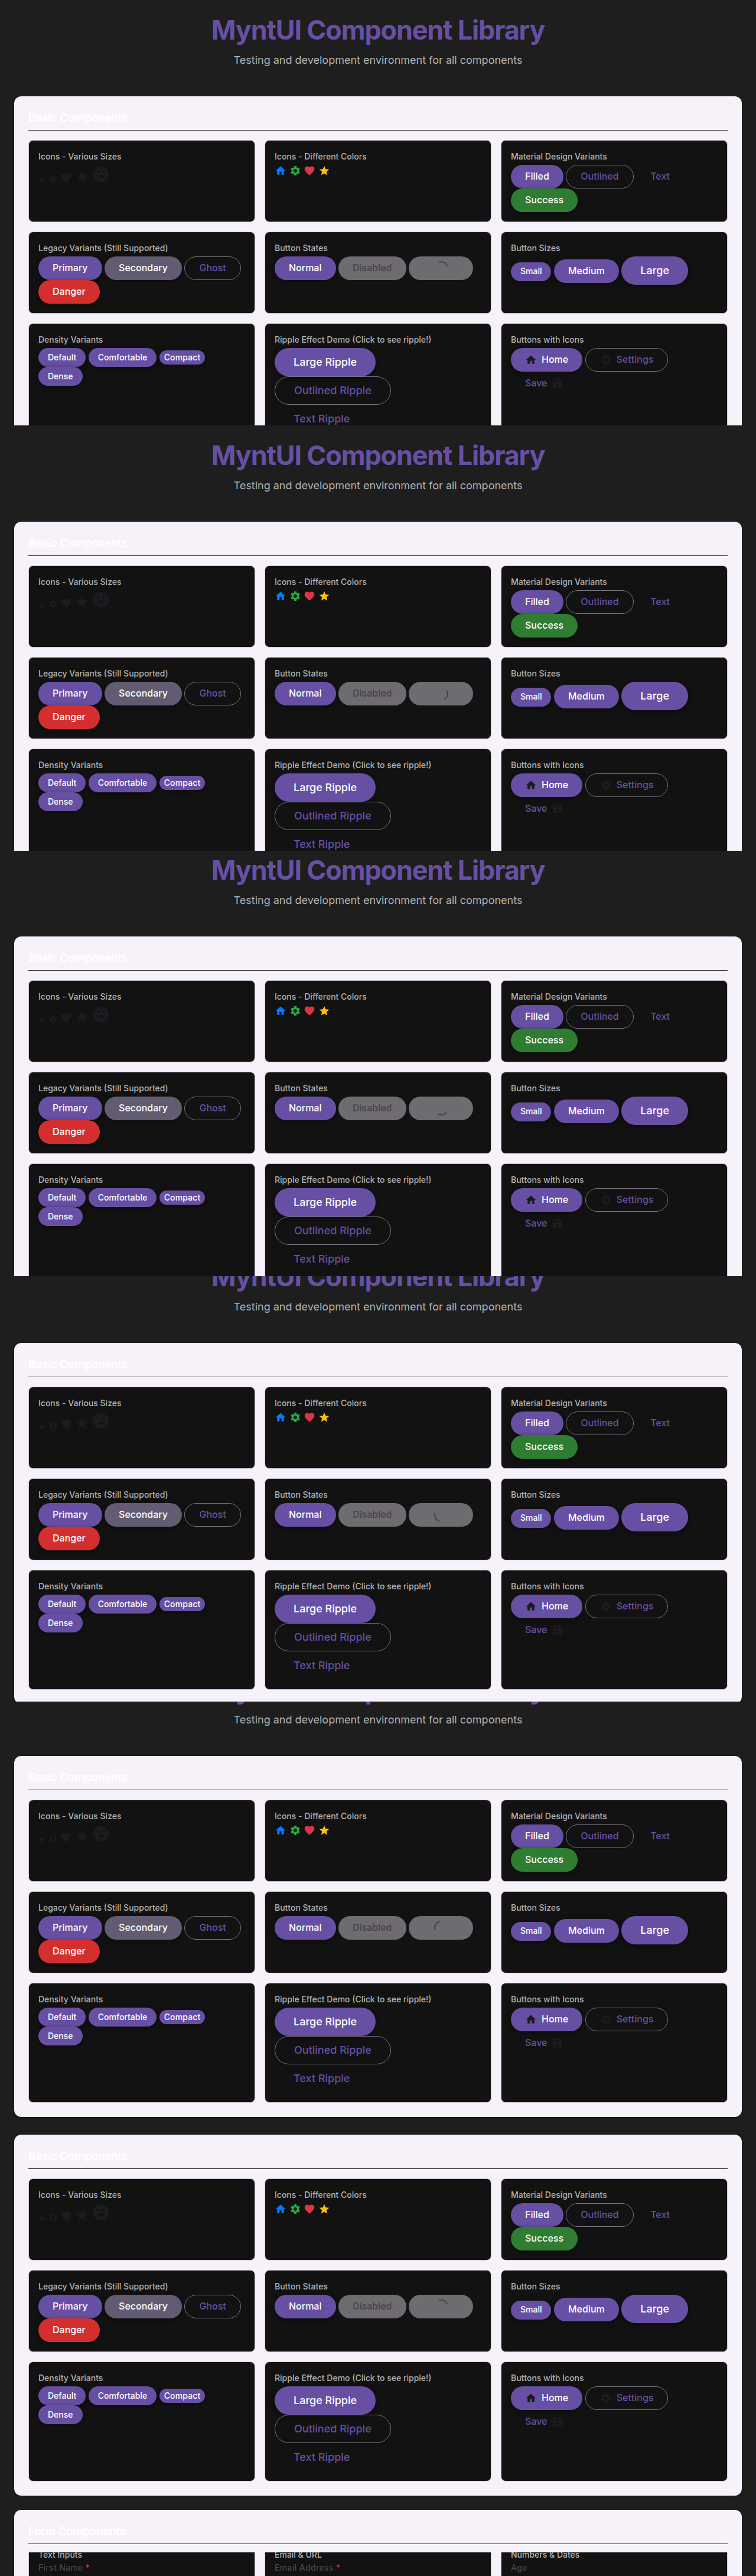 MyntUI Component Library
Testing and development environment for all components
Basic Components
Icons - Various Sizes
Icons - Different Colors
Material Design Variants
Filled Outlined Text
Success
Legacy Variants (Still Supported)
Primary Secondary Ghost
Danger
Button States
Normal Disabled
Button Sizes
Small Medium Large
Density Variants
Default Comfortable Compact
Dense
Ripple Effect Demo (Click to see ripple!)
Large Ripple
Outlined Ripple
Text Ripple
Buttons with Icons
Home Settings
Save
MyntUI Component Library
Testing and development environment for all components
Basic Components
Icons - Various Sizes
Icons - Different Colors
Material Design Variants
Filled Outlined Text
Success
Legacy Variants (Still Supported)
Primary Secondary Ghost
Danger
Button States
Normal Disabled
Button Sizes
Small Medium Large
Density Variants
Default Comfortable Compact
Dense
Ripple Effect Demo (Click to see ripple!)
Large Ripple
Outlined Ripple
Text Ripple
Buttons with Icons
Home Settings
Save
MyntUI Component Library
Testing and development environment for all components
Basic Components
Icons - Various Sizes
Icons - Different Colors
Material Design Variants
Filled Outlined Text
Success
Legacy Variants (Still Supported)
Primary Secondary Ghost
Danger
Button States
Normal Disabled
Button Sizes
Small Medium Large
Density Variants
Default Comfortable Compact
Dense
Ripple Effect Demo (Click to see ripple!)
Large Ripple
Outlined Ripple
Text Ripple
Buttons with Icons
Home Settings
Save
MyntUI Component Library
Testing and development environment for all components
Basic Components
Icons - Various Sizes
Icons - Different Colors
Material Design Variants
Filled Outlined Text
Success
Legacy Variants (Still Supported)
Primary Secondary Ghost
Danger
Button States
Normal Disabled
Button Sizes
Small Medium Large
Density Variants
Default Comfortable Compact
Dense
Ripple Effect Demo (Click to see ripple!)
Large Ripple
Outlined Ripple
Text Ripple
Buttons with Icons
Home Settings
Save
Testing and development environment for all components
Basic Components
Icons - Various Sizes
Icons - Different Colors
Material Design Variants
Filled Outlined Text
Success
Legacy Variants (Still Supported)
Primary Secondary Ghost
Danger
Button States
Normal Disabled
Button Sizes
Small Medium Large
Density Variants
Default Comfortable Compact
Dense
Ripple Effect Demo (Click to see ripple!)
Large Ripple
Outlined Ripple
Text Ripple
Buttons with Icons
Home Settings
Save
Basic Components
Icons - Various Sizes
Icons - Different Colors
Material Design Variants
Filled Outlined Text
Success
Legacy Variants (Still Supported)
Primary Secondary Ghost
Danger
Button States
Normal Disabled
Button Sizes
Small Medium Large
Density Variants
Default Comfortable Compact
Dense
Ripple Effect Demo (Click to see ripple!)
Large Ripple
Outlined Ripple
Text Ripple
Buttons with Icons
Home Settings
Save
Form Components
Text Inputs
First Name *
Email & URL
Email Address *
Numbers & Dates
Age